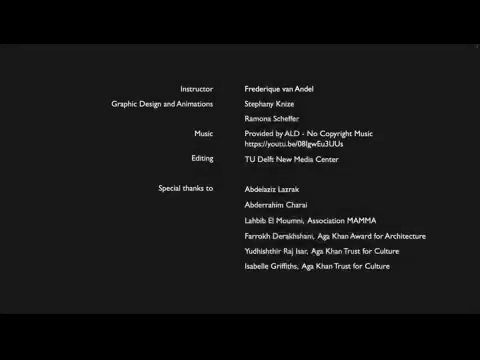 Instructor Frederique van Andel
Graphic Design and Animations Stephany Knize
Ramona Scheffer
Music Provided by ALD - No Copyright Music
https://youtu.be/08lgwEu3UUs
Editing TU Delft New Media Center
Special thanks to Abdelaziz Lazrak
Abderrahim Charai
Lahbib El Moumni, Association MAMMA
Farrokh Derakhshani, Aga Khan Award for Architecture
Yudhishthir Raj Isar, Aga Khan Trust for Culture
Isabelle Griffiths, Aga Khan Trust for Culture